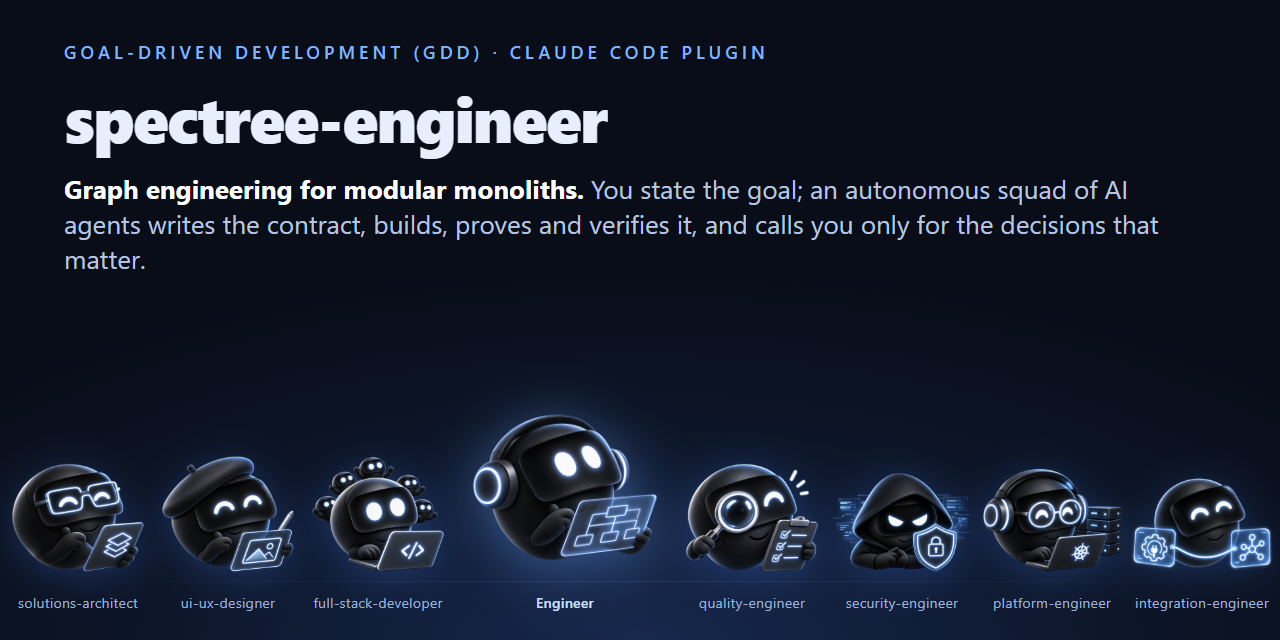 GOAL-DRIVEN DEVELOPMENT (GDD) · CLAUDE CODE PLUGIN
spectree-engineer
Graph engineering for modular monoliths. You state the goal; an autonomous squad of AI
agents writes the contract, builds, proves and verifies it, and calls you only for the decisions that
matter.
</>
solutions-architect
ui-ux-designer
full-stack-developer
Engineer
quality-engineer
security-engineer
platform-engineer
integration-engineer